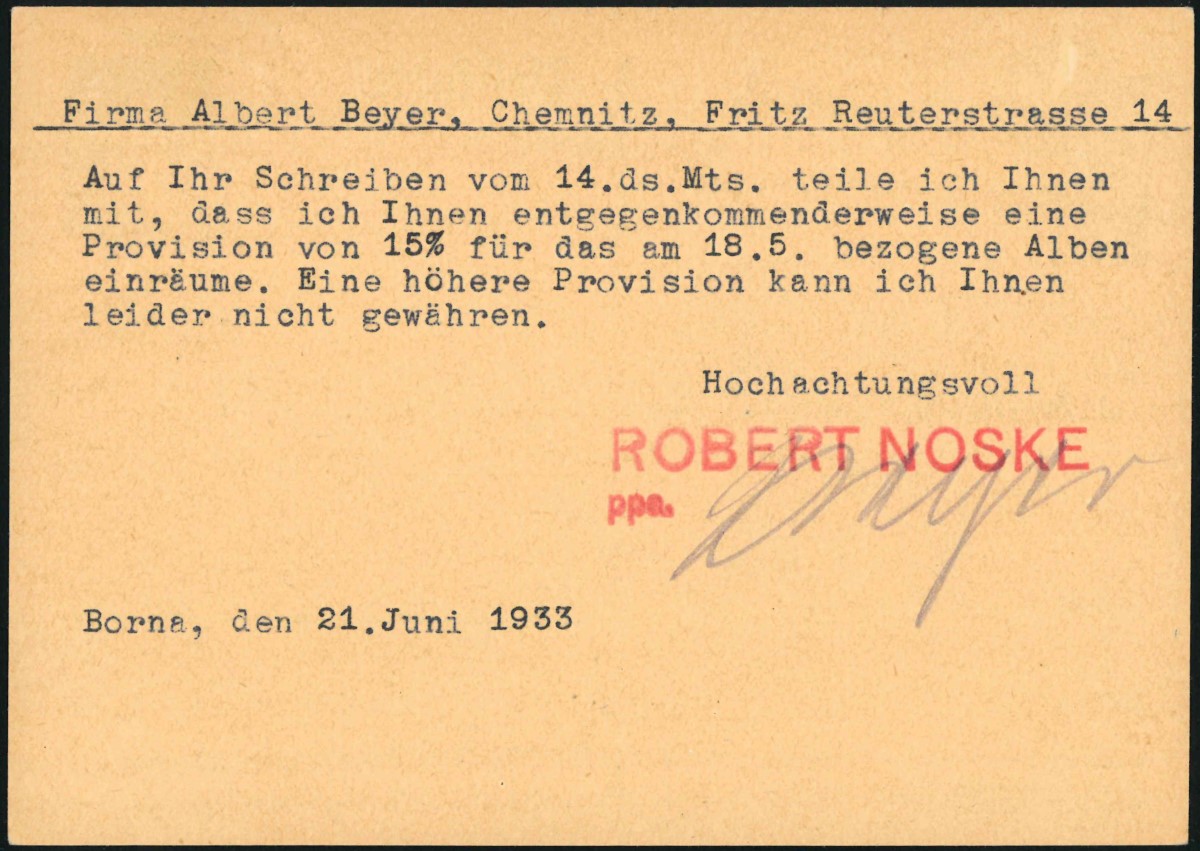 Firma Albert Beyer, Chemnitz, Fritz Reuterstrasse 14
Auf Ihr Schreiben vom 14.ds.Mts. teile ich Ihnen
mit, dass ich Ihnen entgegenkommenderweise eine
Provision von 15% für das am 18.5. bezogene Alben
einräume. Eine höhere Provision kann ich Ihnen
leider nicht gewähren.
Hochachtungsvoll
ROBERT NOSKE
ppa.
Borna, den 21.Juni 1933